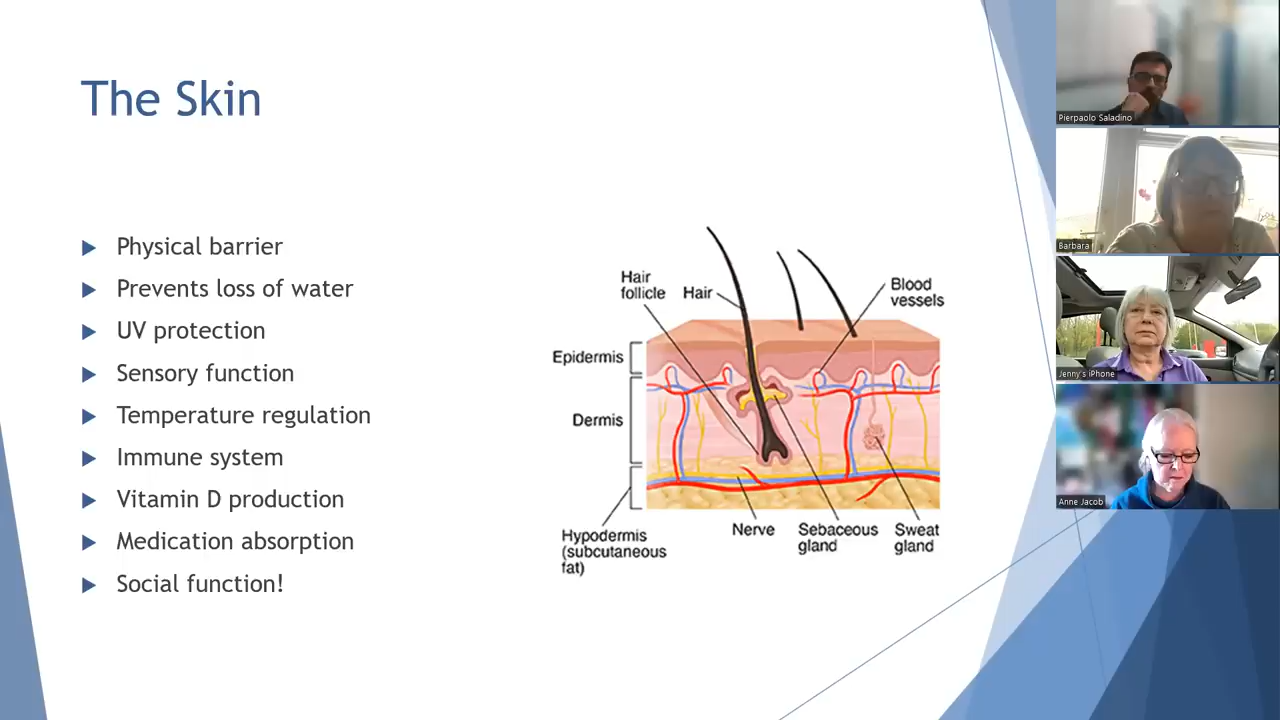 The Skin
Physical barrier
Prevents loss of water
UV protection
Sensory function
Temperature regulation
Immune system
Vitamin D production
Medication absorption
Social function!
Hair
follicle
Hair
Blood
vessels
Epidermis
Dermis
Hypodermis
(subcutaneous
fat)
Nerve
Sebaceous
gland
Sweat
gland
Pierpaolo Saladino
Barbara
Jenny's iPhone
Anne Jacob